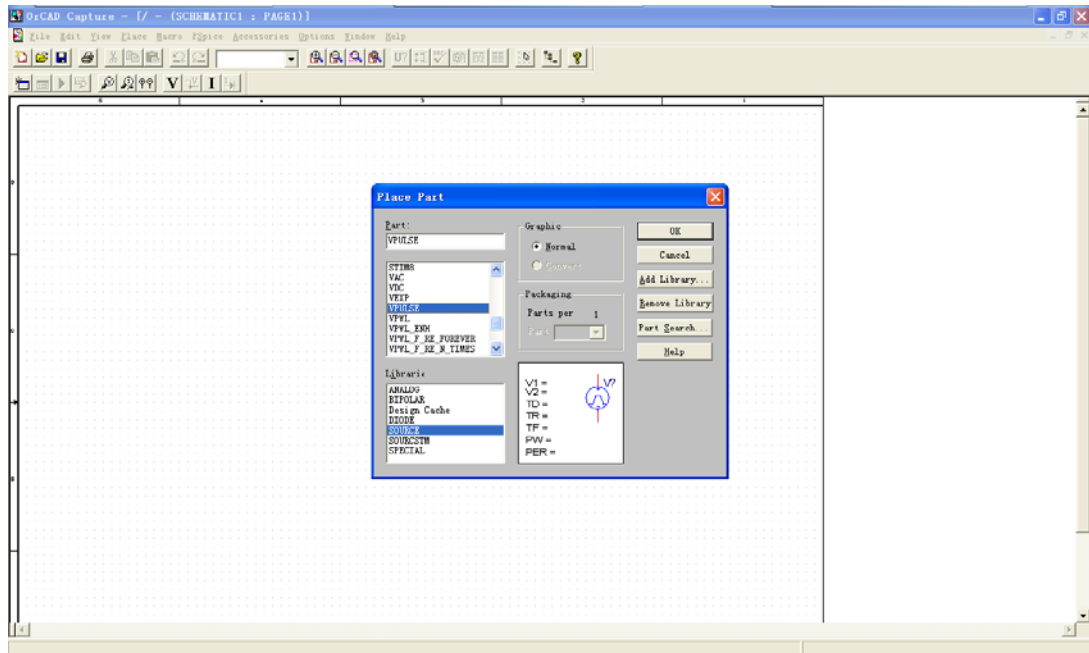 OrCAD Capture - [/ - (SCHEMATIC1 : PAGE1)]
File Edit View Place Macro PSpice Accessories Options Window Help
U?
V I
Place Part
Part:
VPULSE
STIM8
VAC
VDC
VEXP
VPULSE
VPWL
VPWL_ENH
VPWL_F_RE_FOREVER
VPWL_F_RE_N_TIMES
Librarie
ANALOG
BIPOLAR
Design Cache
DIODE
SOURCE
SOURCSTM
SPECIAL
Graphic
Normal
Convert
Packaging
Parts per 1
Part
V1 =
V2 =
TD =
TR =
TF =
PW =
PER =
V?
OK
Cancel
Add Library...
Remove Library
Part Search...
Help